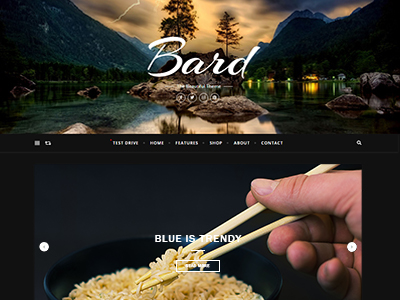 Bard
The Beautiful Theme
TEST DRIVE
HOME
FEATURES
SHOP
ABOUT
CONTACT
BLUE IS TRENDY
READ MORE